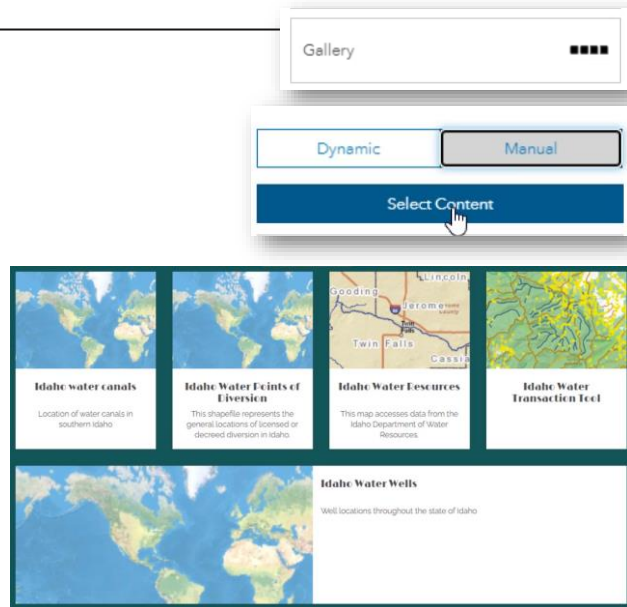 Gallery
Dynamic
Manual
Select Content
Lincoln
Gooding
Jerome
Twin
Falls
Twin Falls
Cassia
Idaho water canals
Location of water canals in
southern Idaho
Idaho Water Points of
Diversion
This shapefile represents the
general locations of licensed or
decreed diversion in Idaho.
Idaho Water Resources
This map accesses data from the
Idaho Department of Water
Resources.
Idaho Water
Transaction Tool
Idaho Water Wells
Well locations throughout the state of Idaho